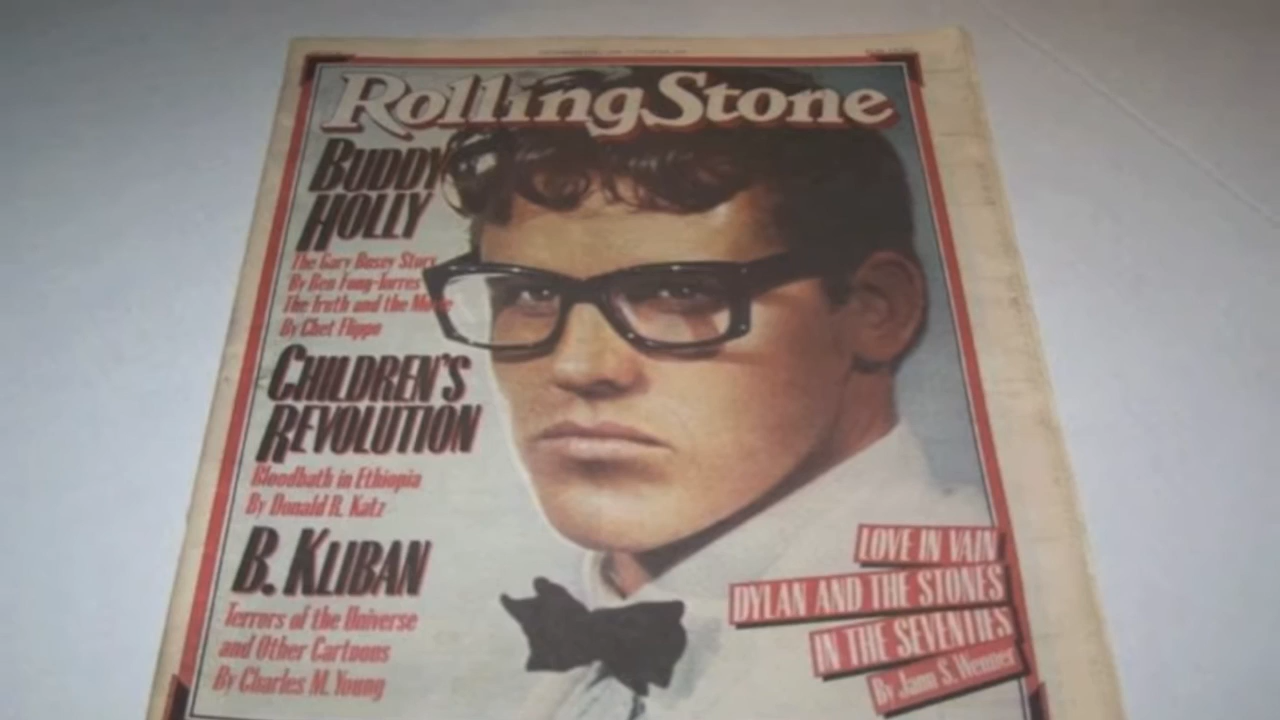 Rolling Stone
BUDDY
HOLLY
The Gary Busey Story
By Ben Fong-Torres
The Truth and the Movie
By Chet Flippo
CHILDREN'S
REVOLUTION
Bloodbath in Ethiopia
By Donald R. Katz
B. KLIBAN
Terrors of the Universe
and Other Cartoons
By Charles M. Young
LOVE IN VAIN
DYLAN AND THE STONES
IN THE SEVENTIES
By Jann S. Wenner